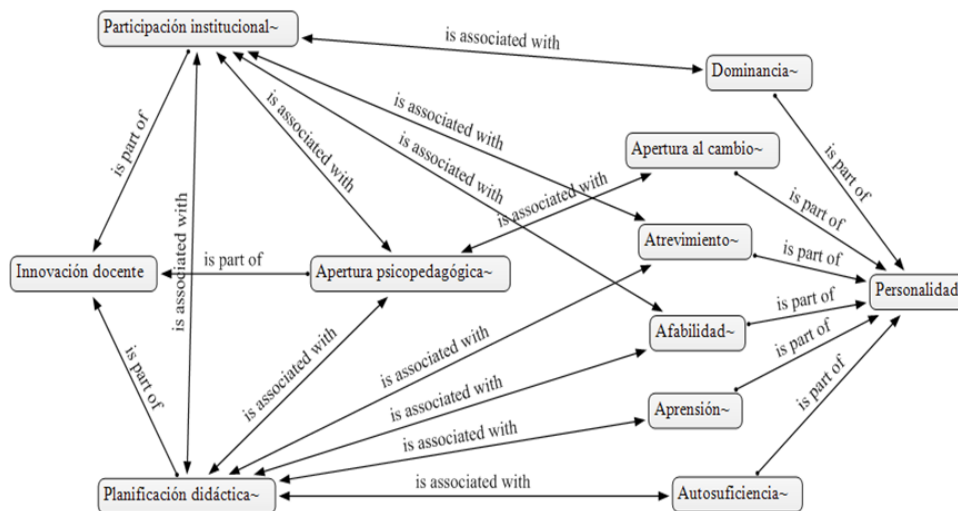 Participación institucional~
is associated with
Dominancia~
is associated with
is associated with
is associated with
is part of
is part of
Apertura al cambio~
is associated with
is part of
is associated with
Atrevimiento~
is part of
Innovación docente
is part of
Apertura psicopedagógica~
Personalidad
is part of
Afabilidad~
is associated with
is associated with
is part of
is part of
is associated with
Aprensión~
is part of
is associated with
Planificación didáctica~
is associated with
Autosuficiencia~